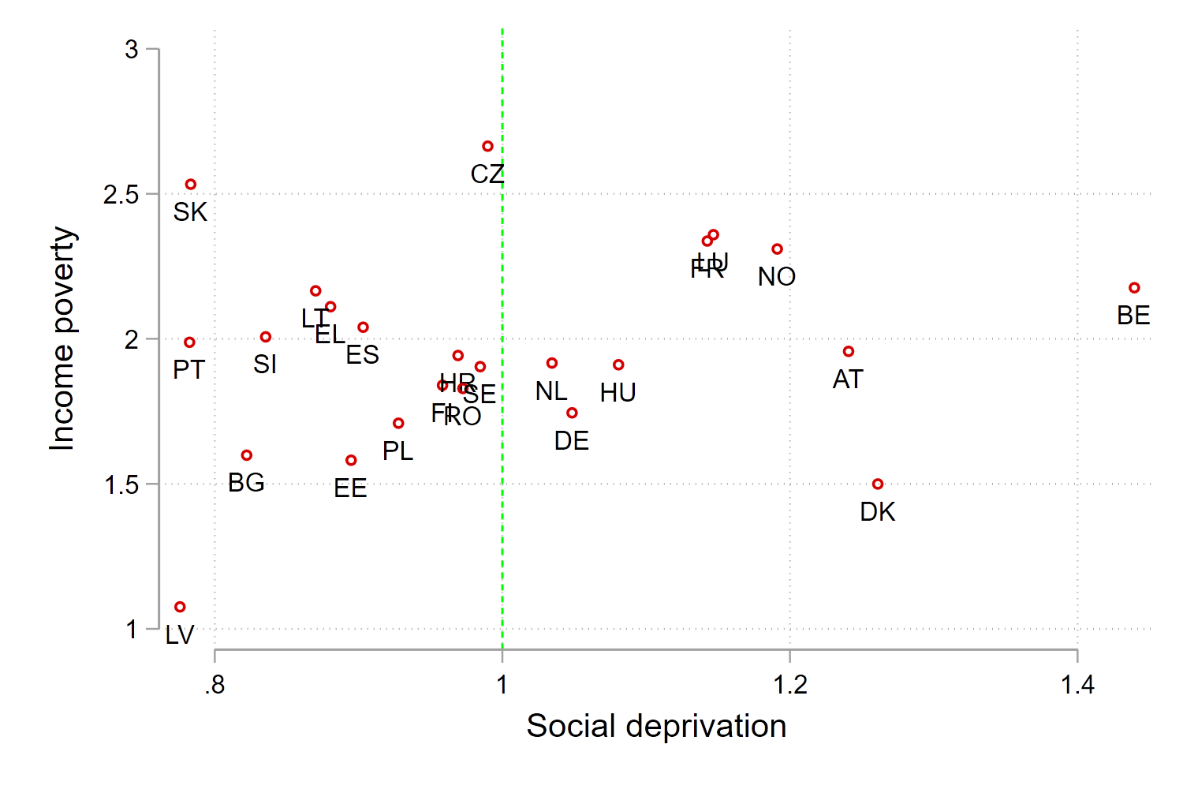 3
2.5
2
1.5
1
Income poverty
CZ
SK
LU
FR
NO
BE
LT
EL
ES
PT
SI
HR
SE
FI
RO
NL
HU
AT
DE
PL
BG
EE
DK
LV
.8
1
1.2
1.4
Social deprivation